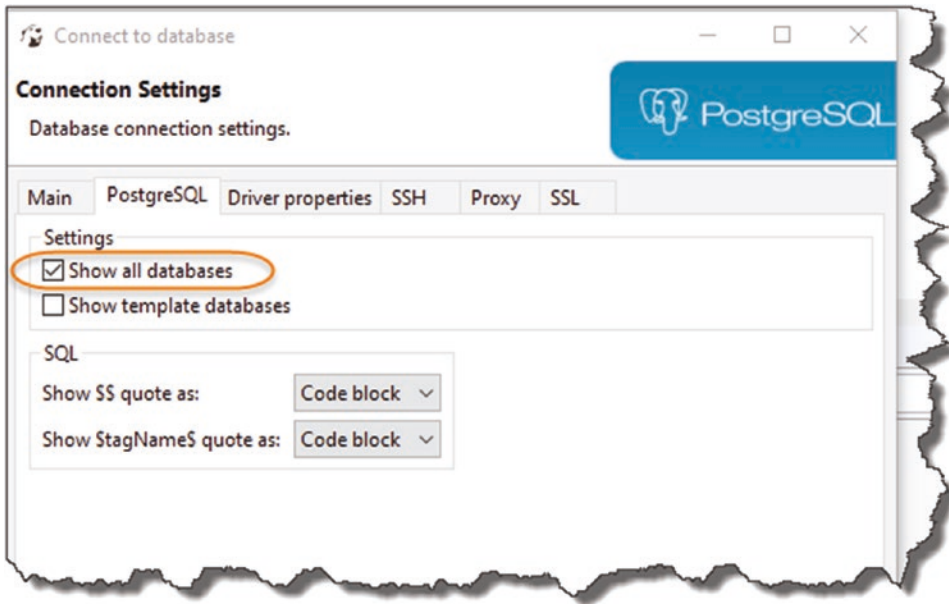 Connect to database
Connection Settings
Database connection settings.
PostgreSQL
Main PostgreSQL Driver properties SSH Proxy SSL
Settings
Show all databases
Show template databases
SQL
Show $$ quote as: Code block
Show $tagName$ quote as: Code block